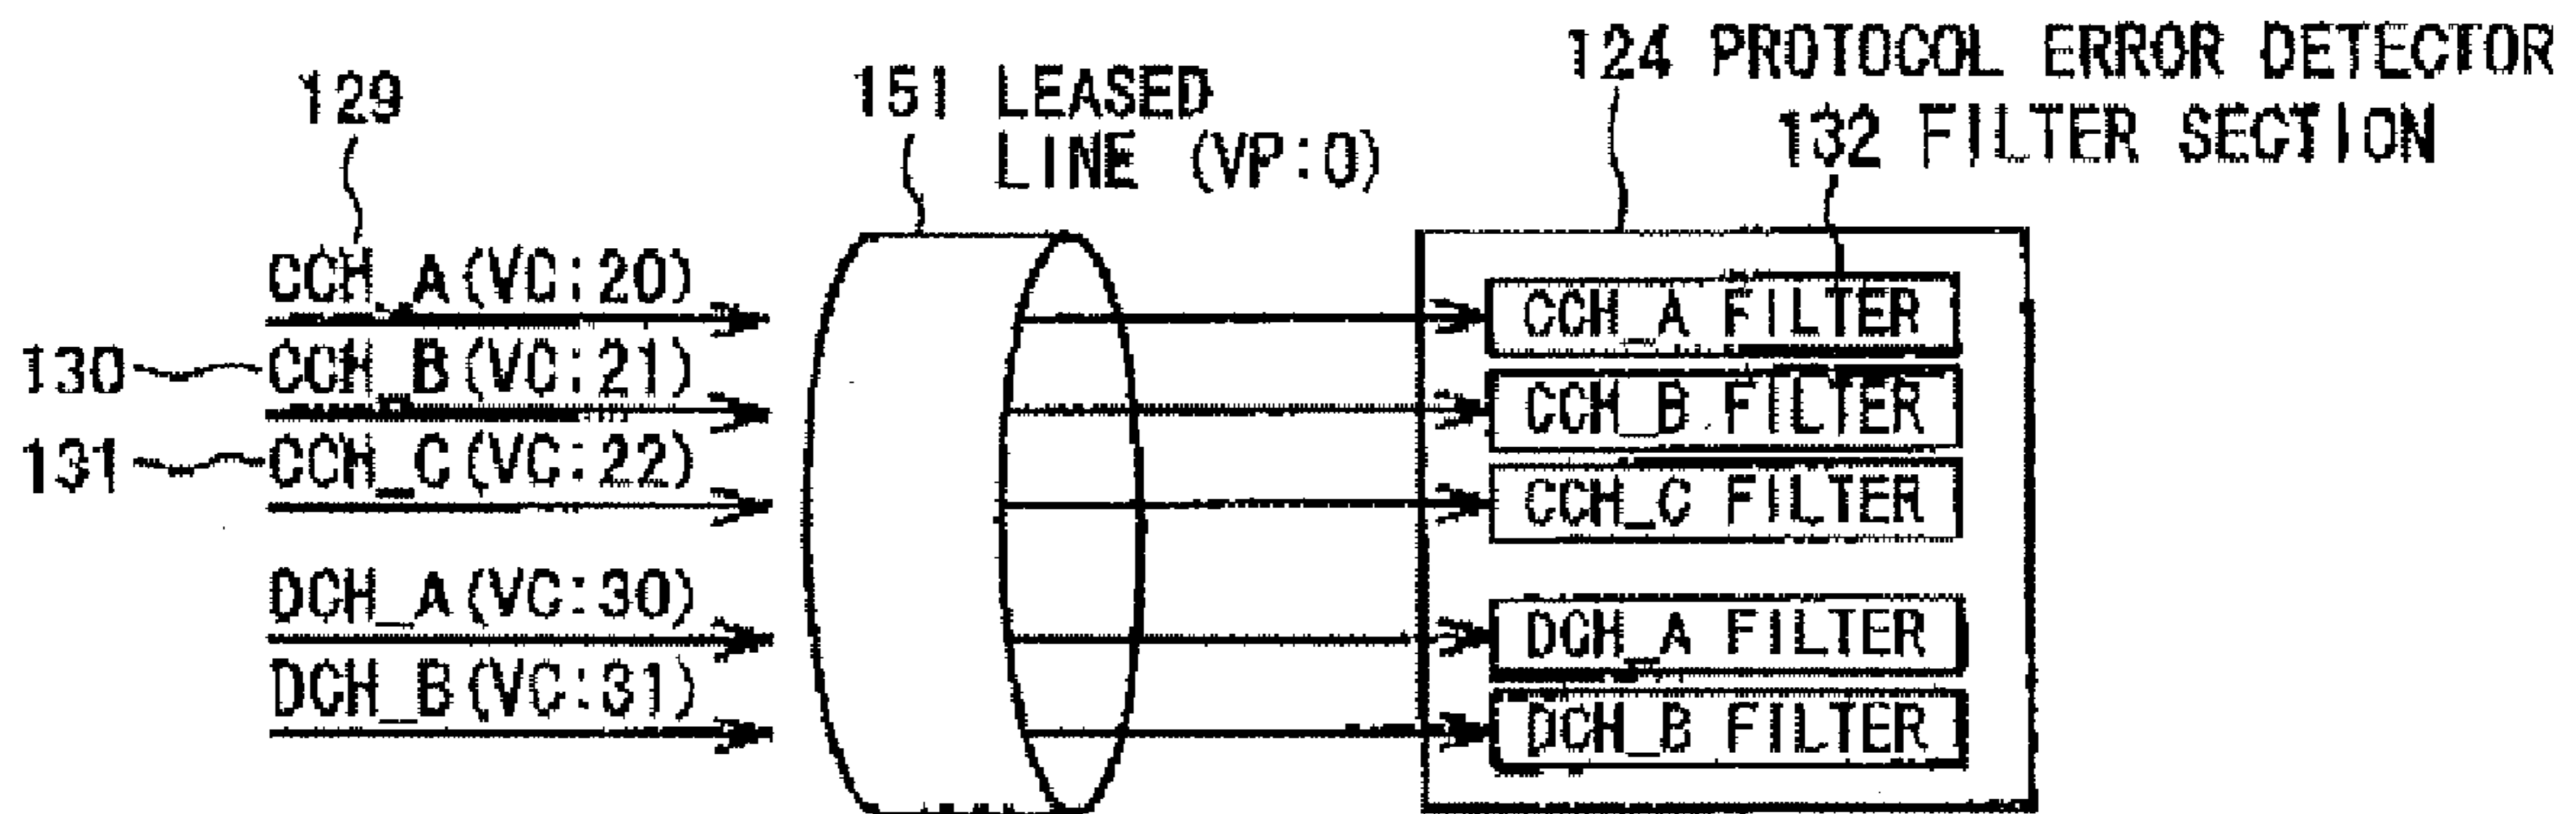 124 PROTOCOL ERROR DETECTOR
129
151 LEASED
LINE (VP:0)
132 FILTER SECTION
CCH_A(VC:20)
CCH_A FILTER
130
CCH_B(VC:21)
CCH_B FILTER
131
CCH_C(VC:22)
CCH_C FILTER
DCH_A(VC:30)
DCH_A FILTER
DCH_B(VC:31)
DCH_B FILTER